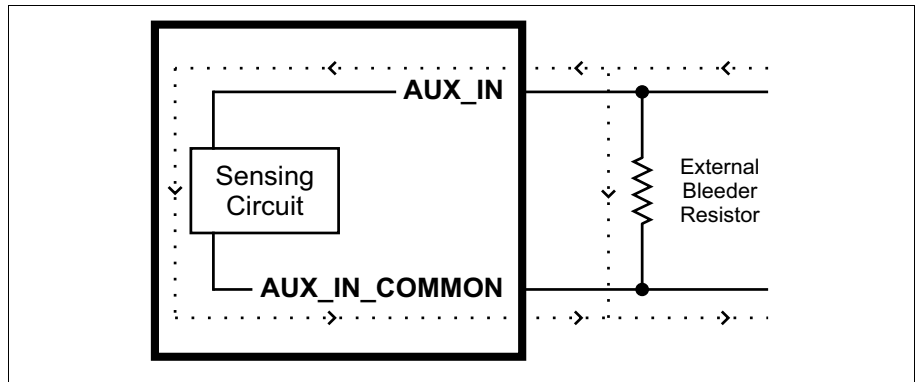 AUX_IN
Sensing
Circuit
External
Bleeder
Resistor
AUX_IN_COMMON